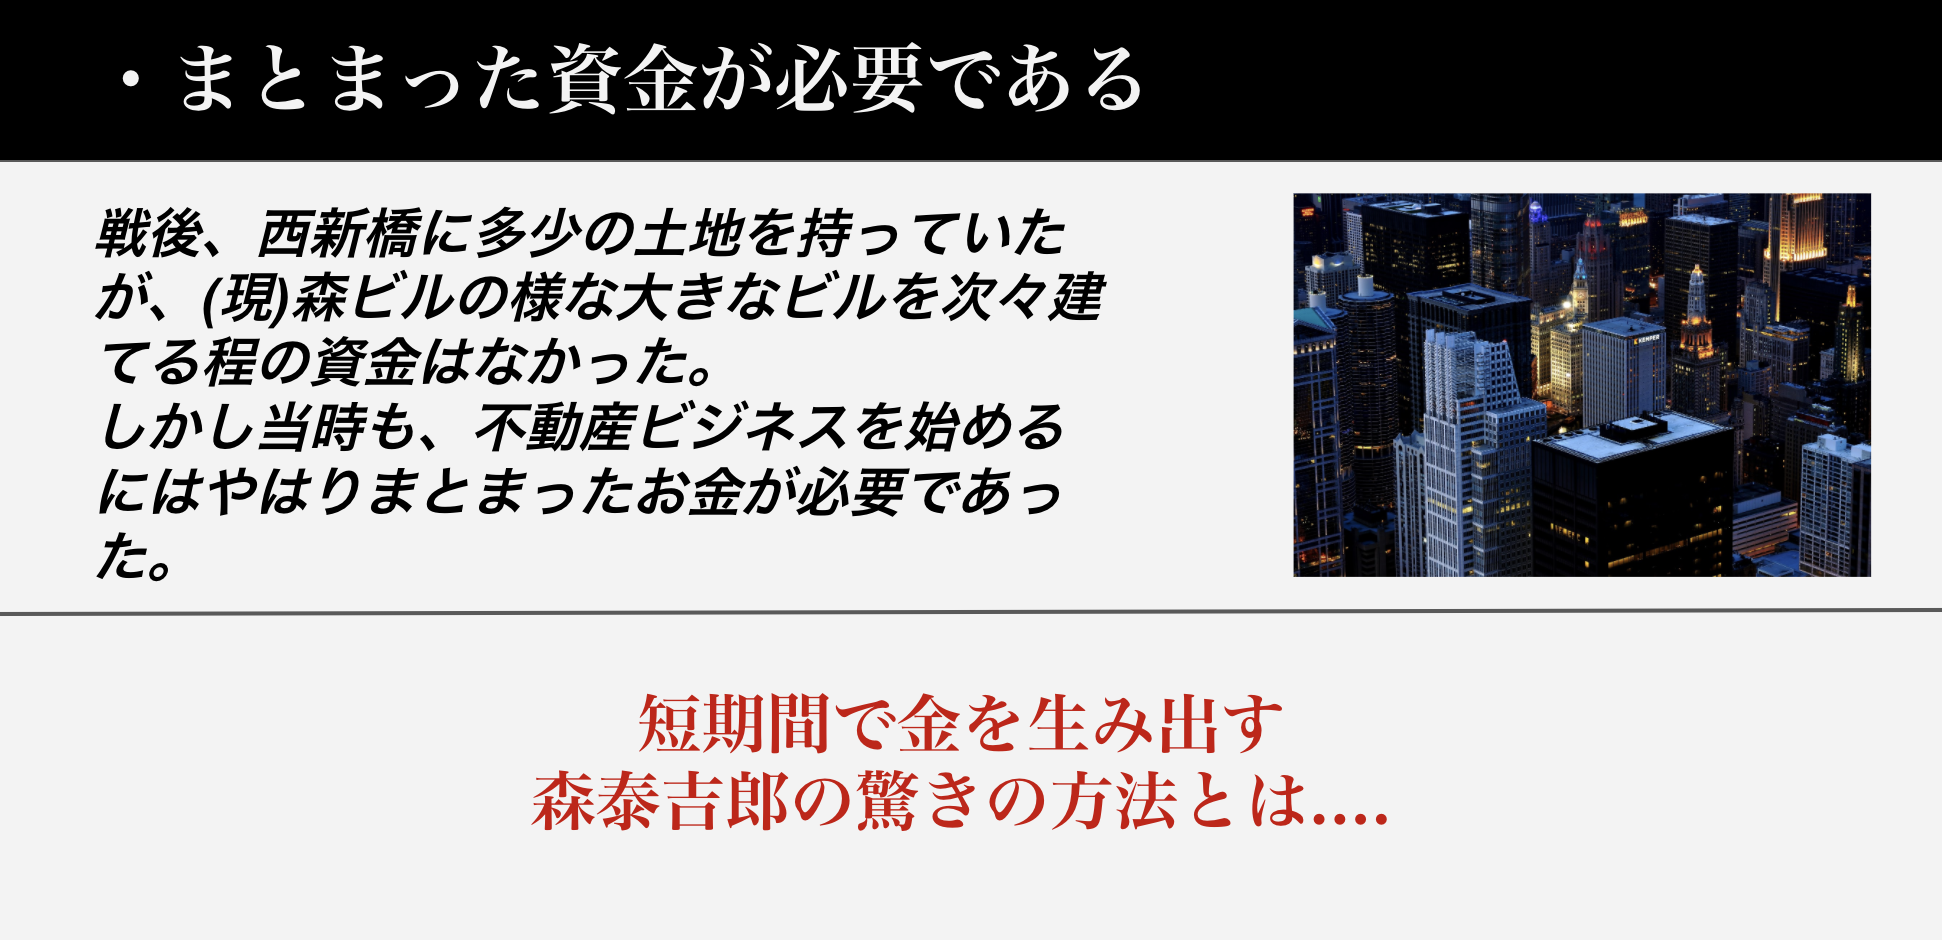 ・まとまった資金が必要である
戦後、西新橋に多少の土地を持っていた
が、(現)森ビルの様な大きなビルを次々建
てる程の資金はなかった。
しかし当時も、不動産ビジネスを始める
にはやはりまとまったお金が必要であっ
た。
KEMPER
短期間で金を生み出す
森泰吉郎の驚きの方法とは....